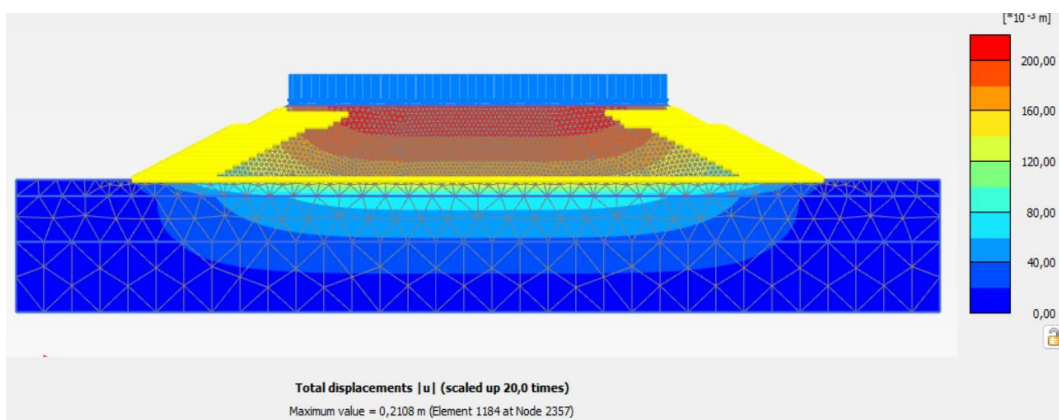 [*10⁻³ m]
200,00
160,00
120,00
80,00
40,00
0,00
Total displacements |u| (scaled up 20,0 times)
Maximum value = 0,2108 m (Element 1184 at Node 2357)